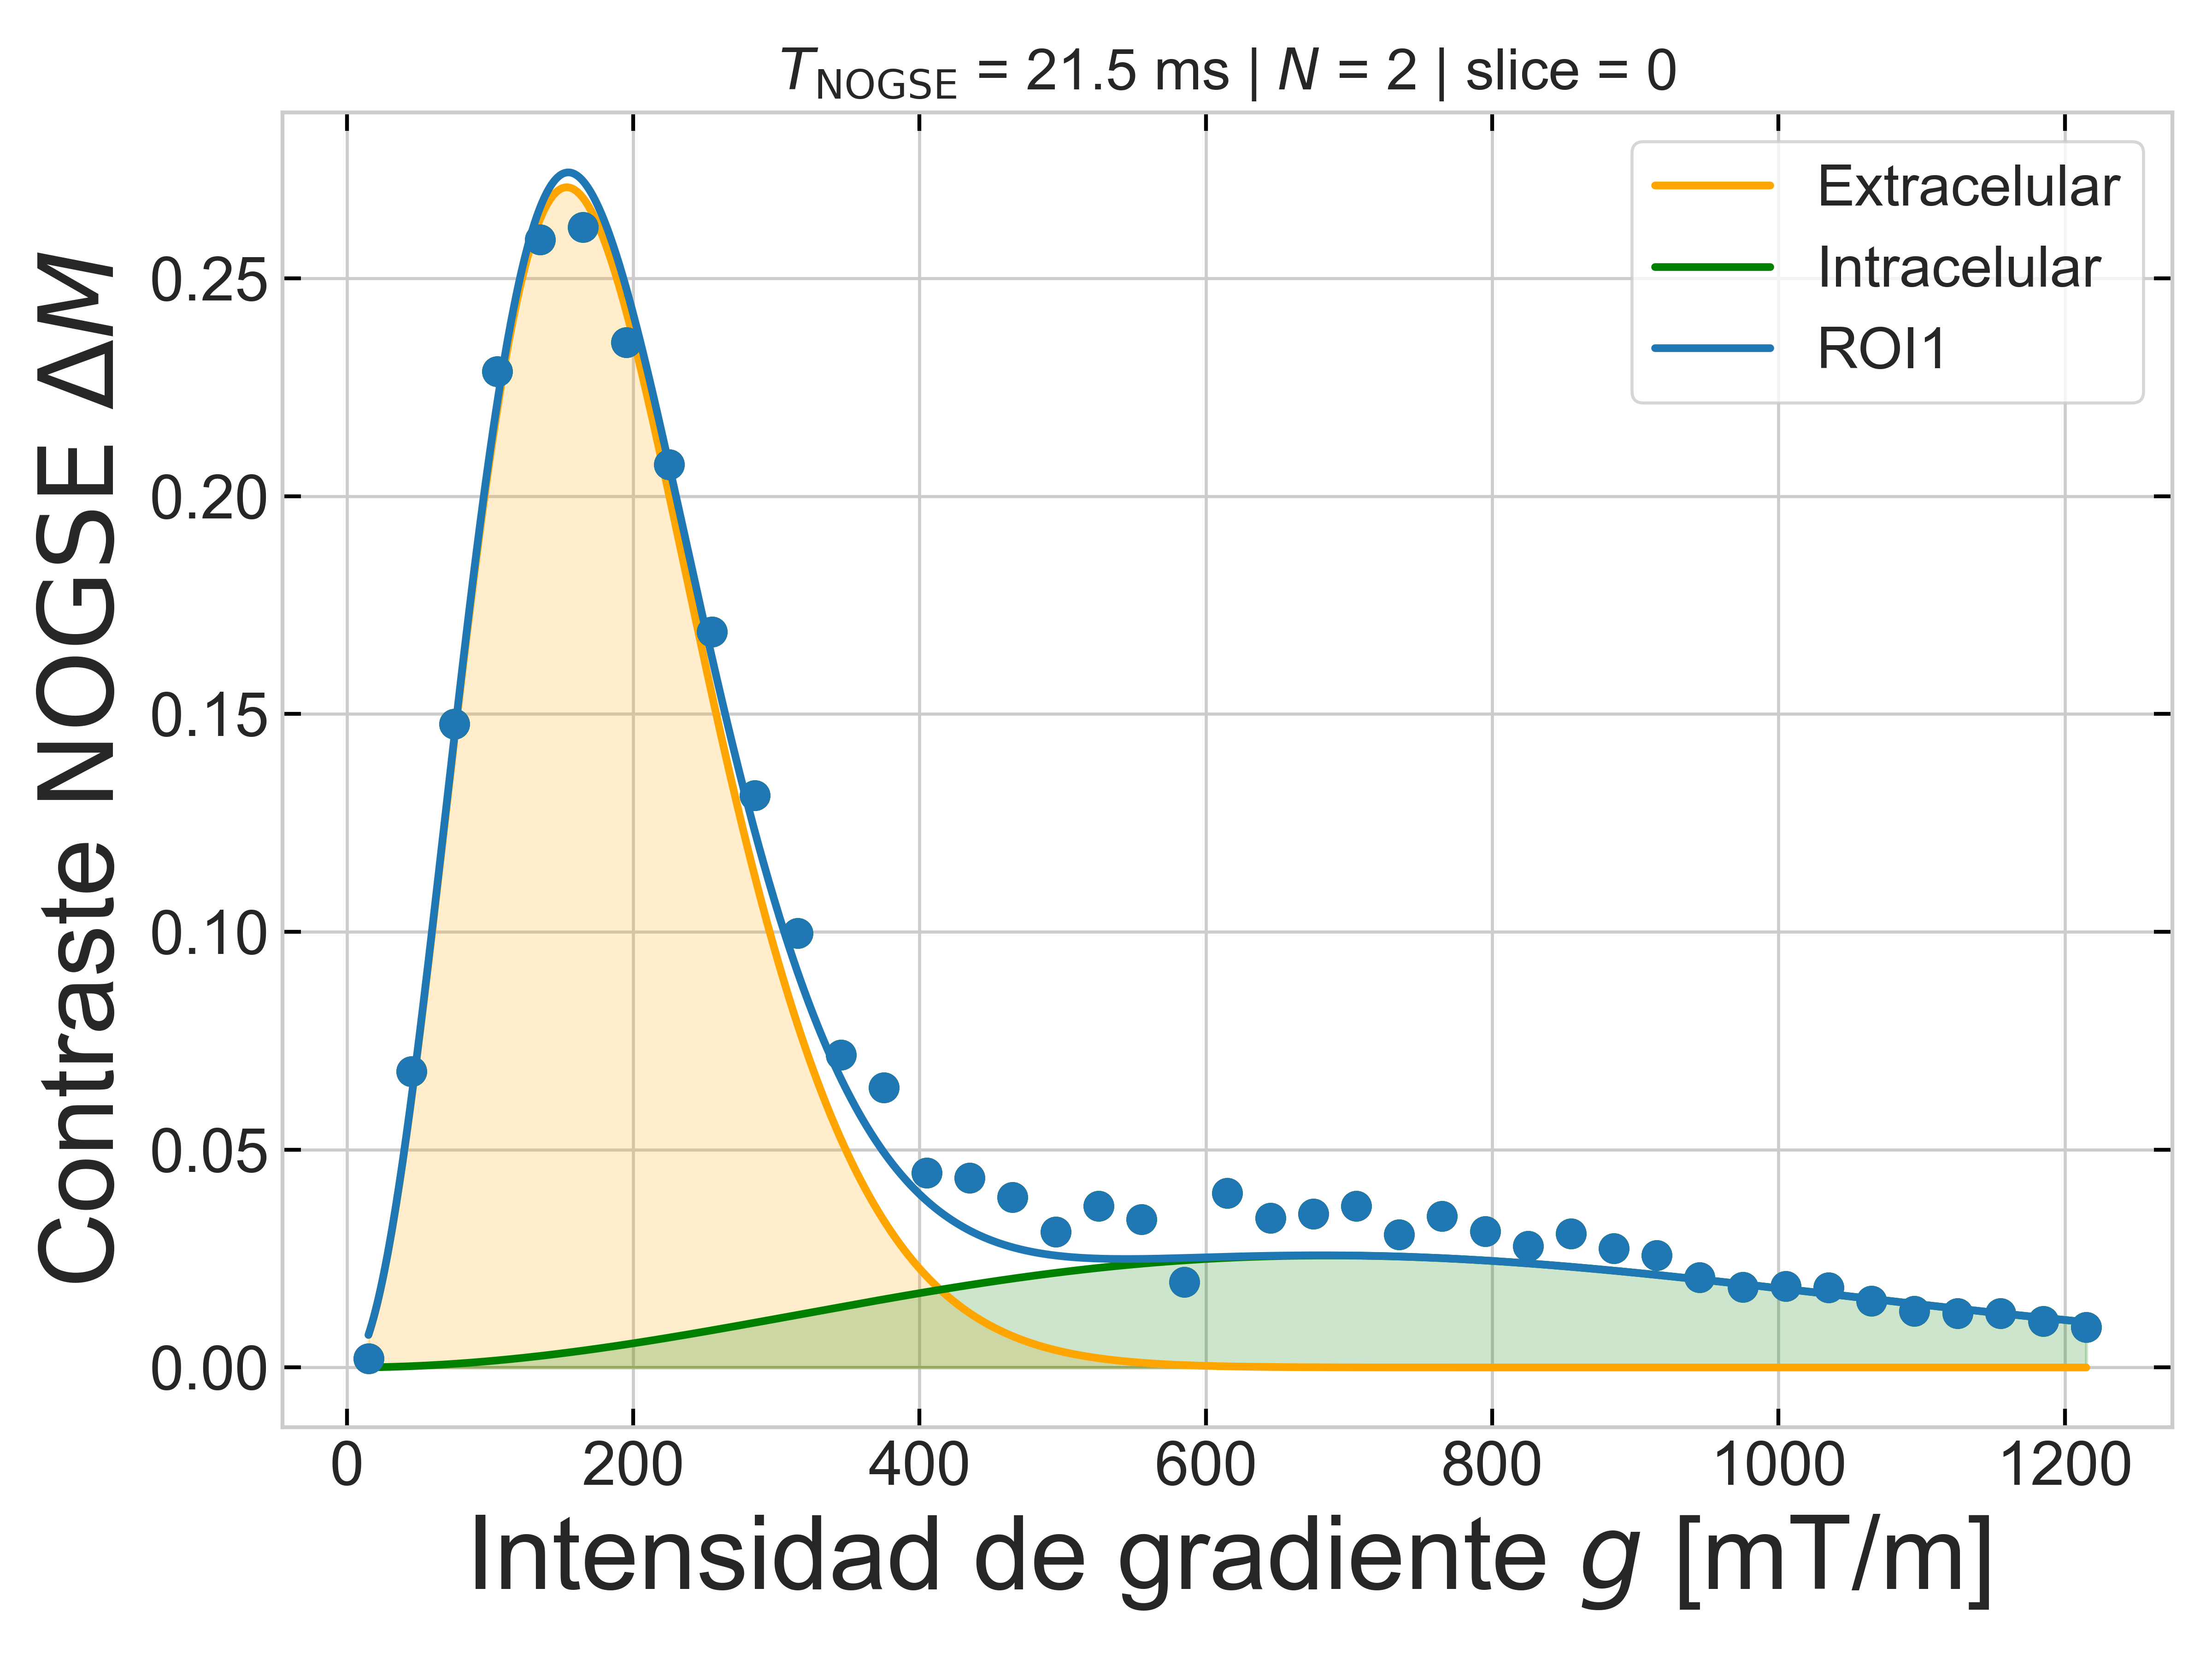 T_NOGSE = 21.5 ms | N = 2 | slice = 0
Contraste NOGSE ΔM
0.25
0.20
0.15
0.10
0.05
0.00
Extracelular
Intracelular
ROI1
0 200 400 600 800 1000 1200
Intensidad de gradiente g [mT/m]